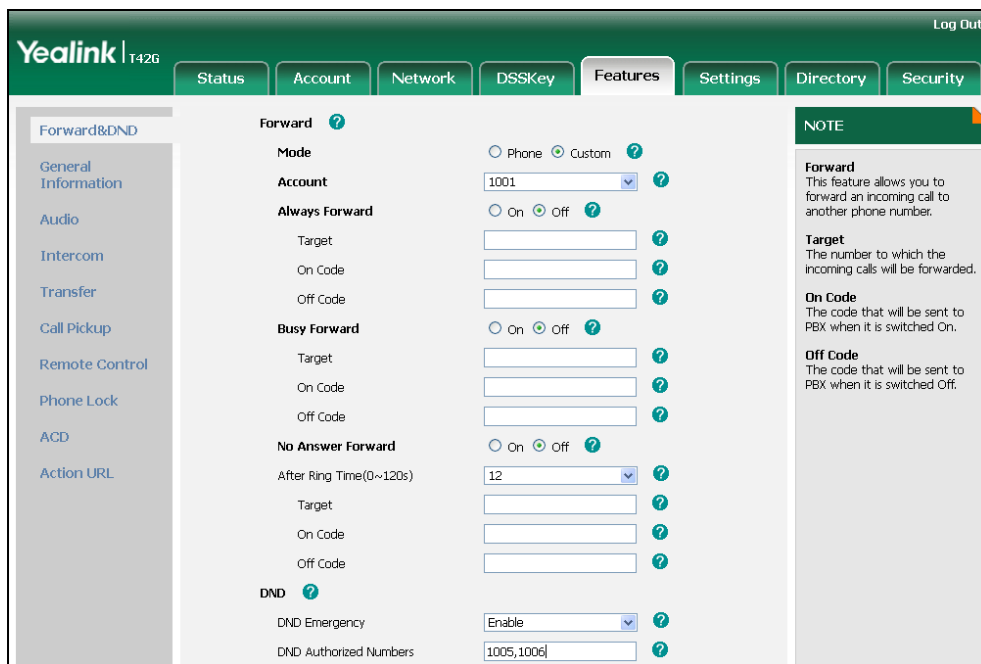 Log Out
Yealink | T42G
Status Account Network DSSKey Features Settings Directory Security
Forward&DND
General
Information
Audio
Intercom
Transfer
Call Pickup
Remote Control
Phone Lock
ACD
Action URL
Forward ?
Mode Phone Custom ?
Account 1001 ?
Always Forward On Off ?
Target ?
On Code ?
Off Code ?
Busy Forward On Off ?
Target ?
On Code ?
Off Code ?
No Answer Forward On Off ?
After Ring Time(0~120s) 12 ?
Target ?
On Code ?
Off Code ?
DND ?
DND Emergency Enable ?
DND Authorized Numbers 1005,1006 ?
NOTE
Forward
This feature allows you to
forward an incoming call to
another phone number.
Target
The number to which the
incoming calls will be forwarded.
On Code
The code that will be sent to
PBX when it is switched On.
Off Code
The code that will be sent to
PBX when it is switched Off.